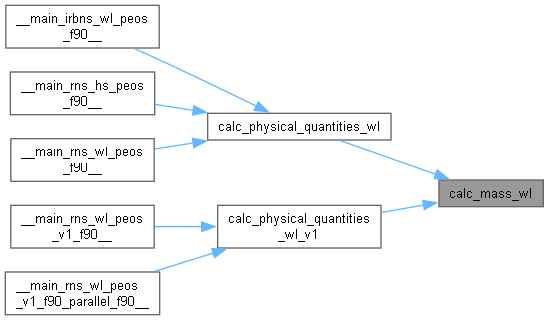 __main_irbns_wl_peos
_f90__
__main_rns_hs_peos
_f90__
calc_physical_quantities_wl
__main_rns_wl_peos
_f90__
calc_mass_wl
__main_rns_wl_peos
_v1_f90__
calc_physical_quantities
_wl_v1
__main_rns_wl_peos
_v1_f90_parallel_f90__